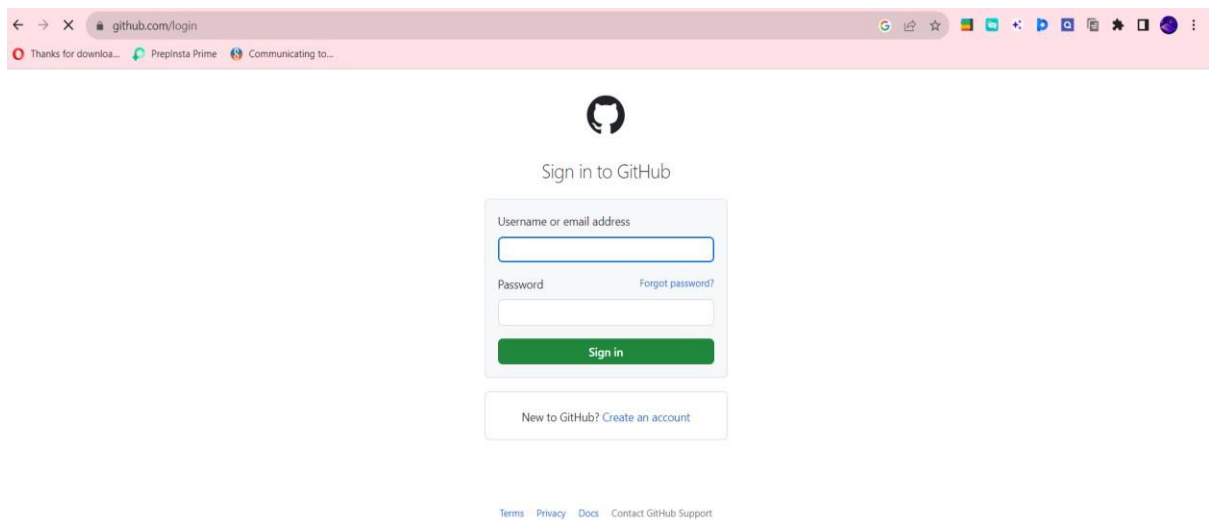 github.com/login
Thanks for downloa... PrepInsta Prime Communicating to...
Sign in to GitHub
Username or email address
Password Forgot password?
Sign in
New to GitHub? Create an account
Terms Privacy Docs Contact GitHub Support